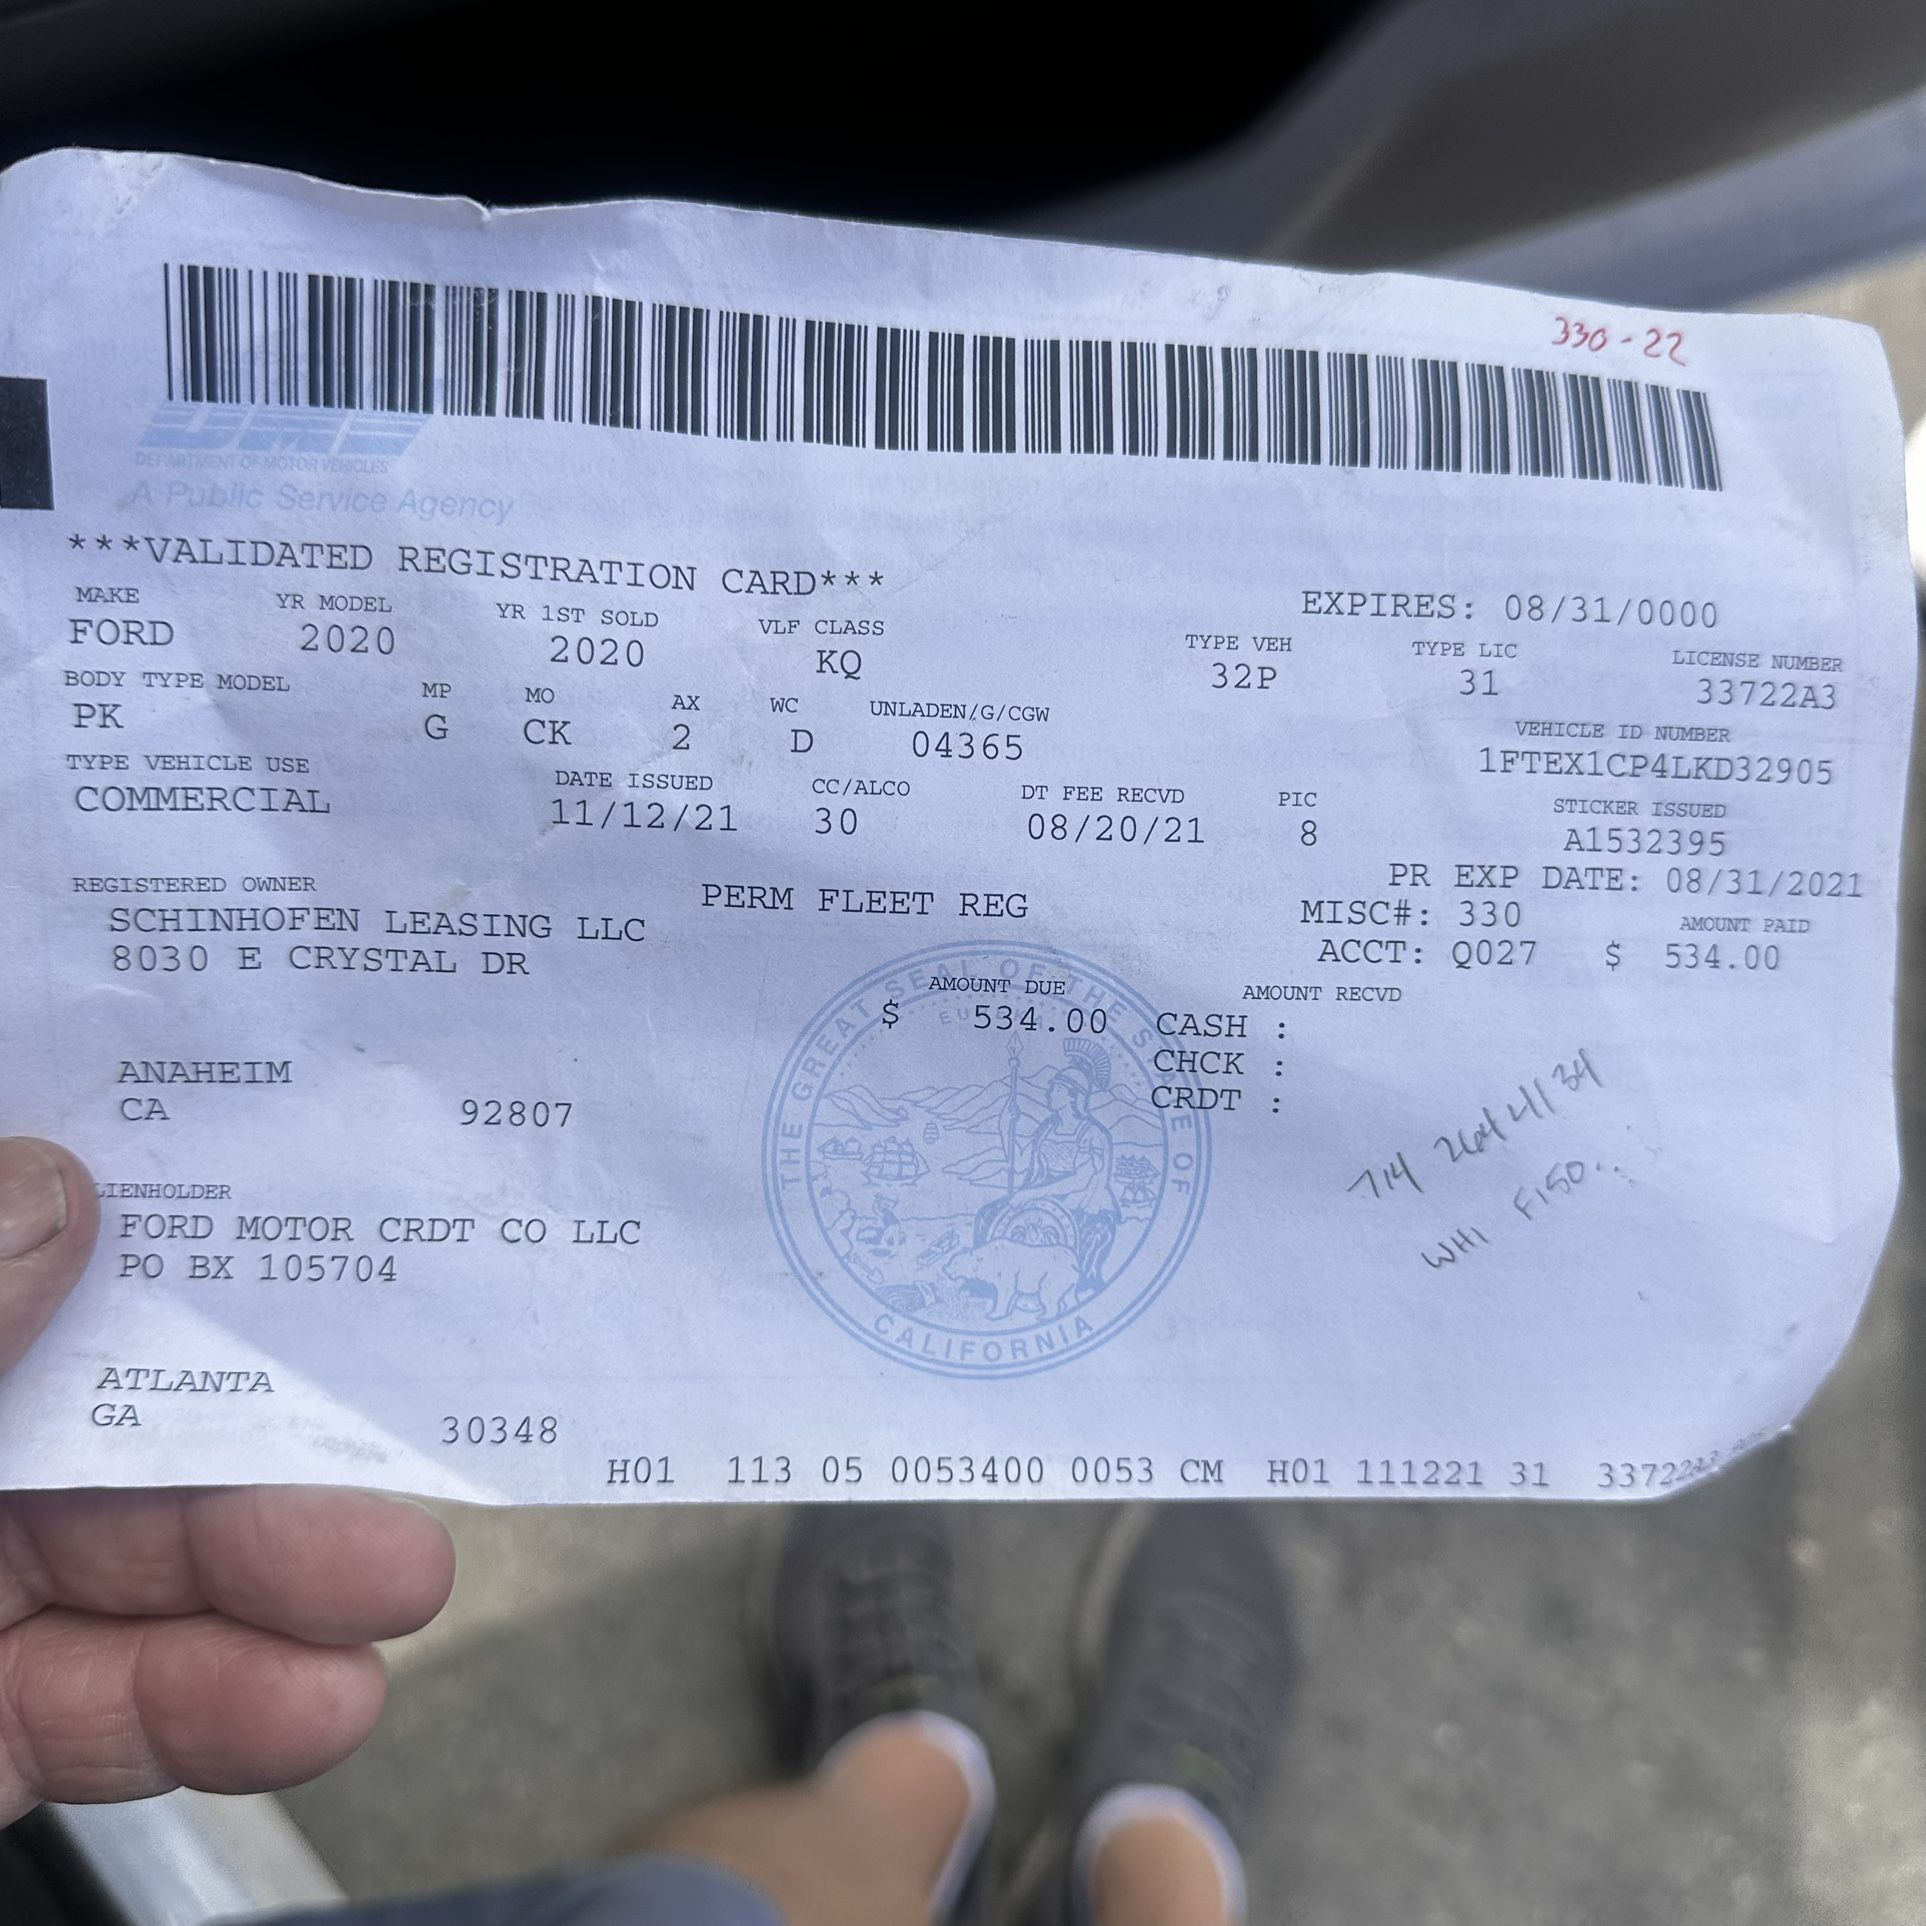 330-22
DMV
DEPARTMENT OF MOTOR VEHICLES
A Public Service Agency
***VALIDATED REGISTRATION CARD***
EXPIRES: 08/31/0000
MAKE YR MODEL YR 1ST SOLD VLF CLASS TYPE VEH TYPE LIC LICENSE NUMBER
FORD 2020 2020 KQ 32P 31 33722A3
BODY TYPE MODEL MP MO AX WC UNLADEN/G/CGW VEHICLE ID NUMBER
PK G CK 2 D 04365 1FTEX1CP4LKD32905
TYPE VEHICLE USE DATE ISSUED CC/ALCO DT FEE RECVD PIC STICKER ISSUED
COMMERCIAL 11/12/21 30 08/20/21 8 A1532395
PR EXP DATE: 08/31/2021
REGISTERED OWNER PERM FLEET REG MISC#: 330 AMOUNT PAID
SCHINHOFEN LEASING LLC ACCT: Q027 $ 534.00
8030 E CRYSTAL DR
AMOUNT DUE AMOUNT RECVD
$ 534.00 CASH :
CHCK :
CRDT :
ANAHEIM
CA 92807
THE GREAT SEAL OF THE STATE OF CALIFORNIA
714 264 4134
WHI F150..
LIENHOLDER
FORD MOTOR CRDT CO LLC
PO BX 105704
ATLANTA
GA 30348
H01 113 05 0053400 0053 CM H01 111221 31 33722A3